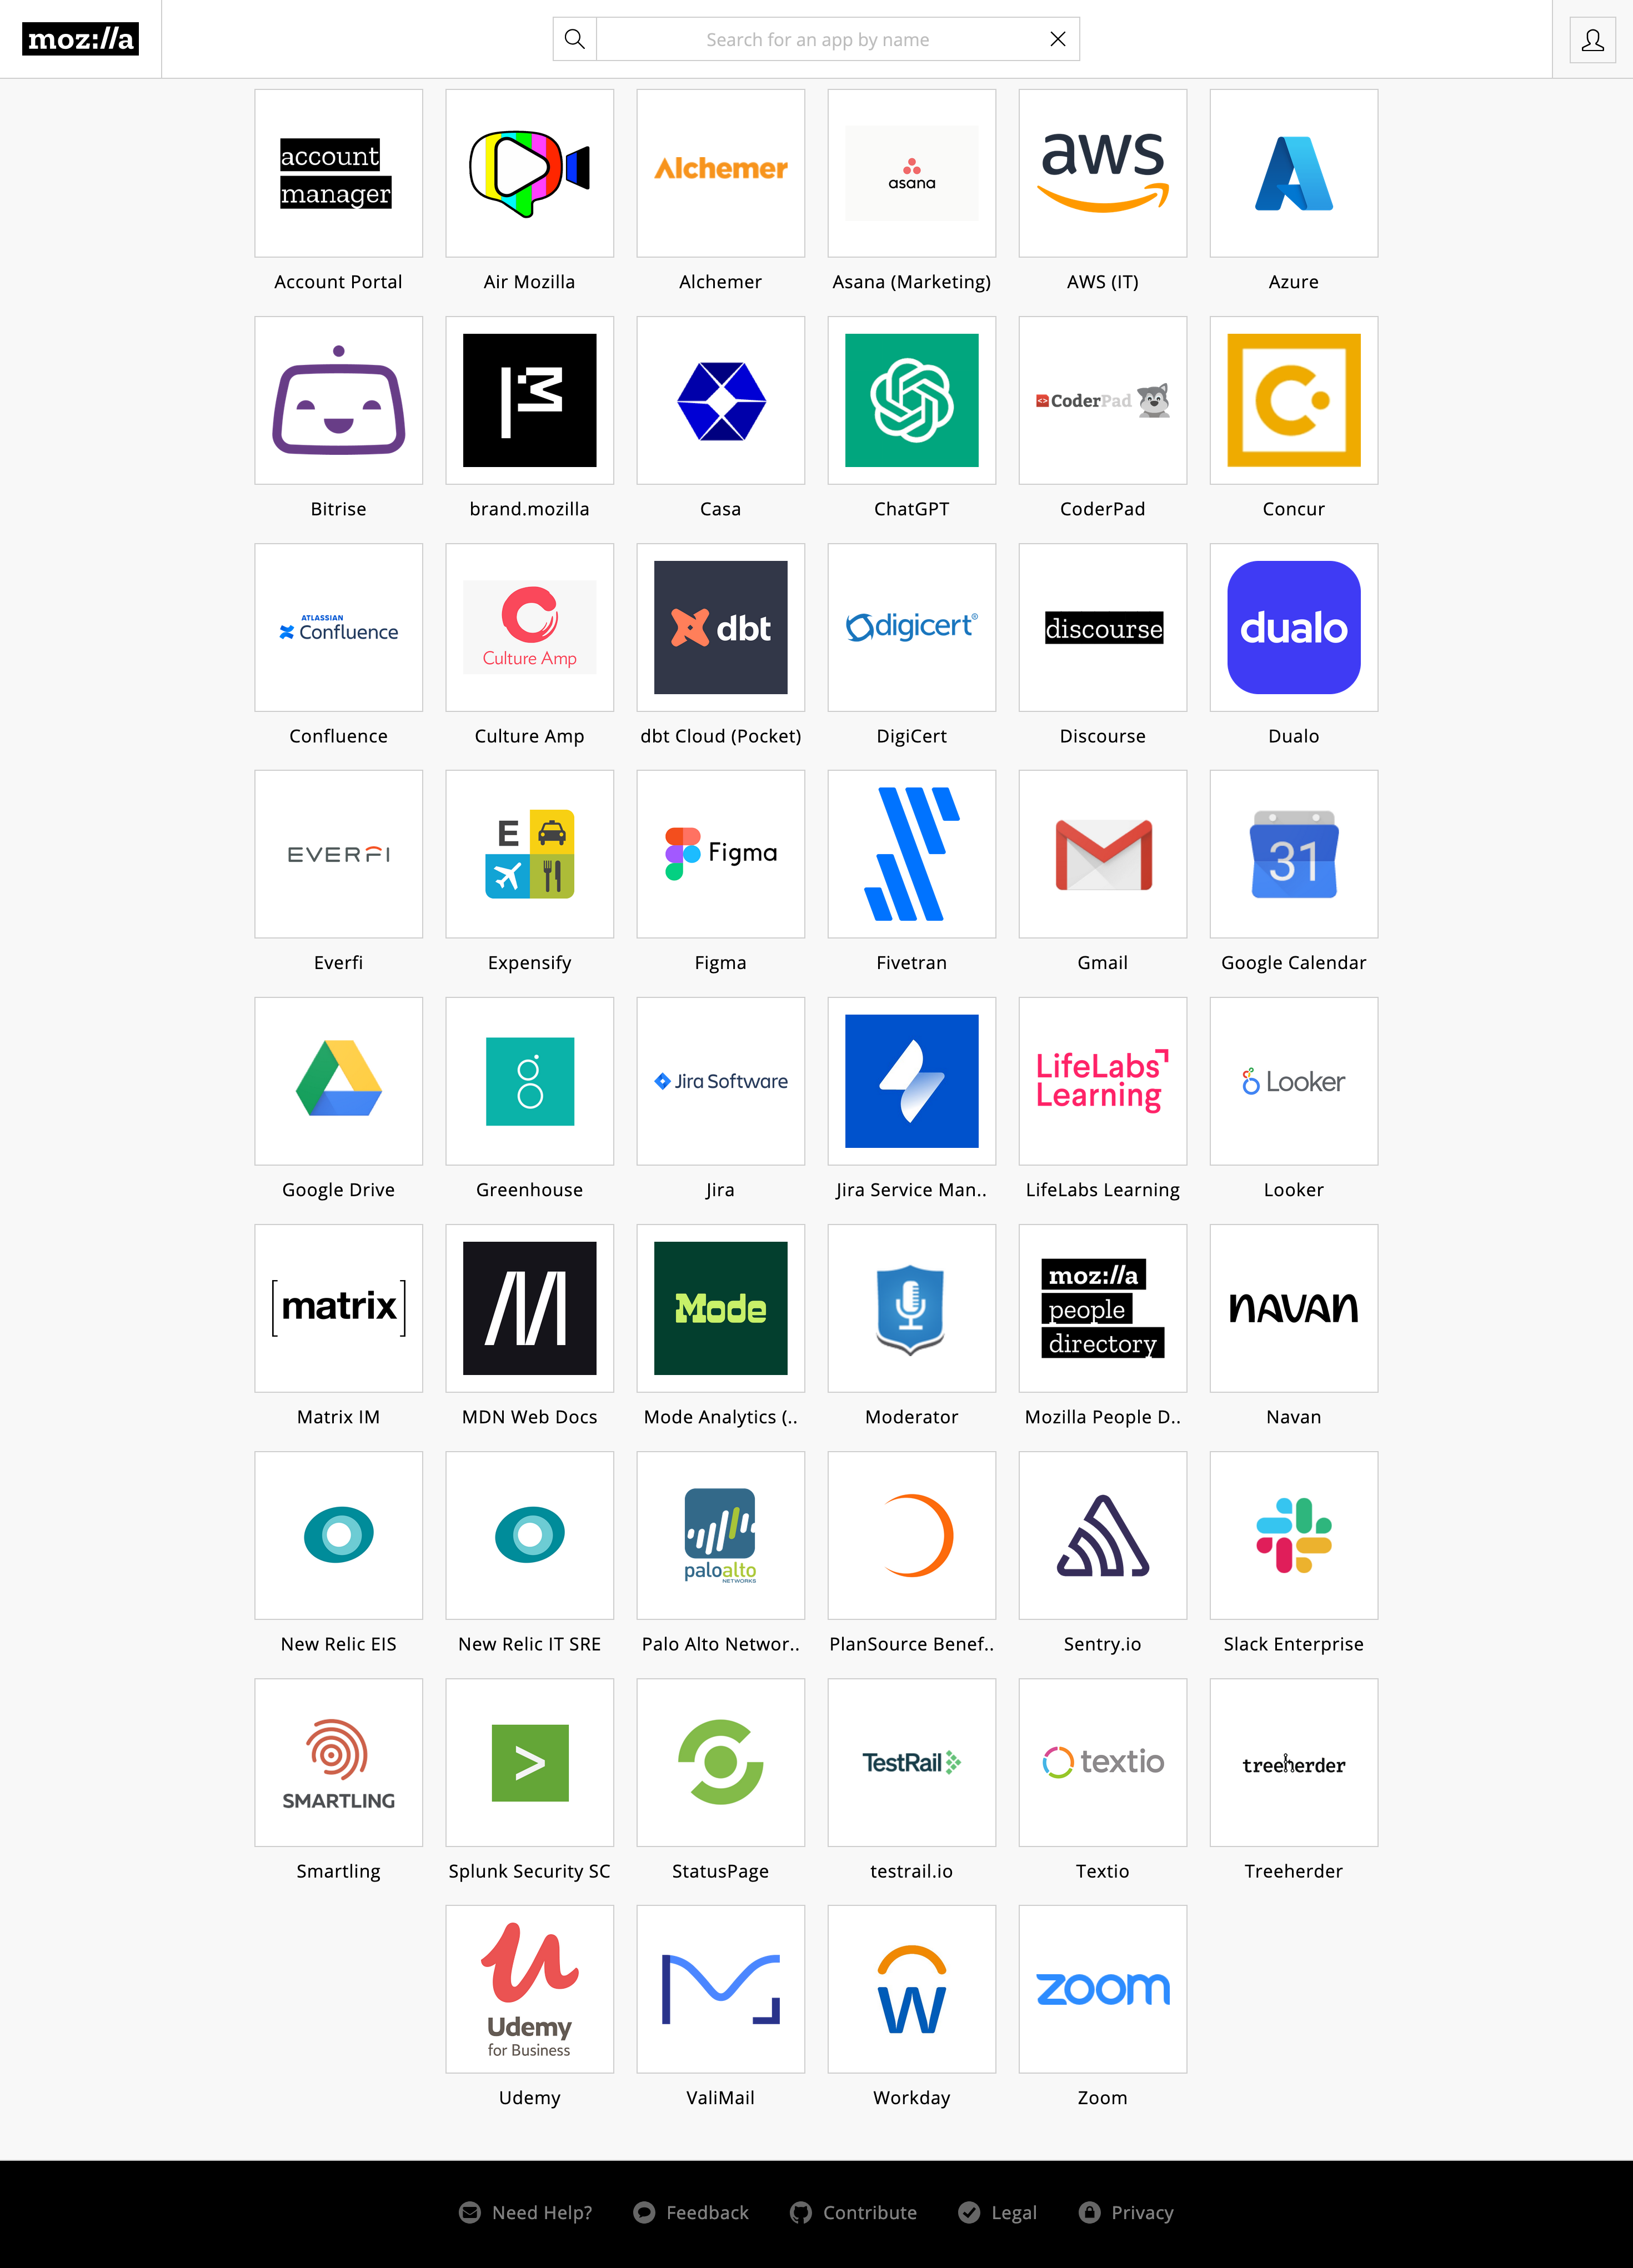 moz://a
Search for an app by name
account
manager
Alchemer
asana
aws
Account Portal
Air Mozilla
Alchemer
Asana (Marketing)
AWS (IT)
Azure
CoderPad
Bitrise
brand.mozilla
Casa
ChatGPT
CoderPad
Concur
ATLASSIAN
Confluence
Culture Amp
dbt
digicert®
discourse
dualo
Confluence
Culture Amp
dbt Cloud (Pocket)
DigiCert
Discourse
Dualo
EVERFI
E
Figma
31
Everfi
Expensify
Figma
Fivetran
Gmail
Google Calendar
Jira Software
LifeLabs
Learning
Looker
Google Drive
Greenhouse
Jira
Jira Service Man..
LifeLabs Learning
Looker
[matrix]
Mode
moz://a
people
directory
NAVAN
Matrix IM
MDN Web Docs
Mode Analytics (..
Moderator
Mozilla People D..
Navan
paloalto
NETWORKS
New Relic EIS
New Relic IT SRE
Palo Alto Networ..
PlanSource Benef..
Sentry.io
Slack Enterprise
SMARTLING
>
TestRail
textio
treeherder
Smartling
Splunk Security SC
StatusPage
testrail.io
Textio
Treeherder
Udemy
for Business
W
zoom
Udemy
ValiMail
Workday
Zoom
Need Help?
Feedback
Contribute
Legal
Privacy